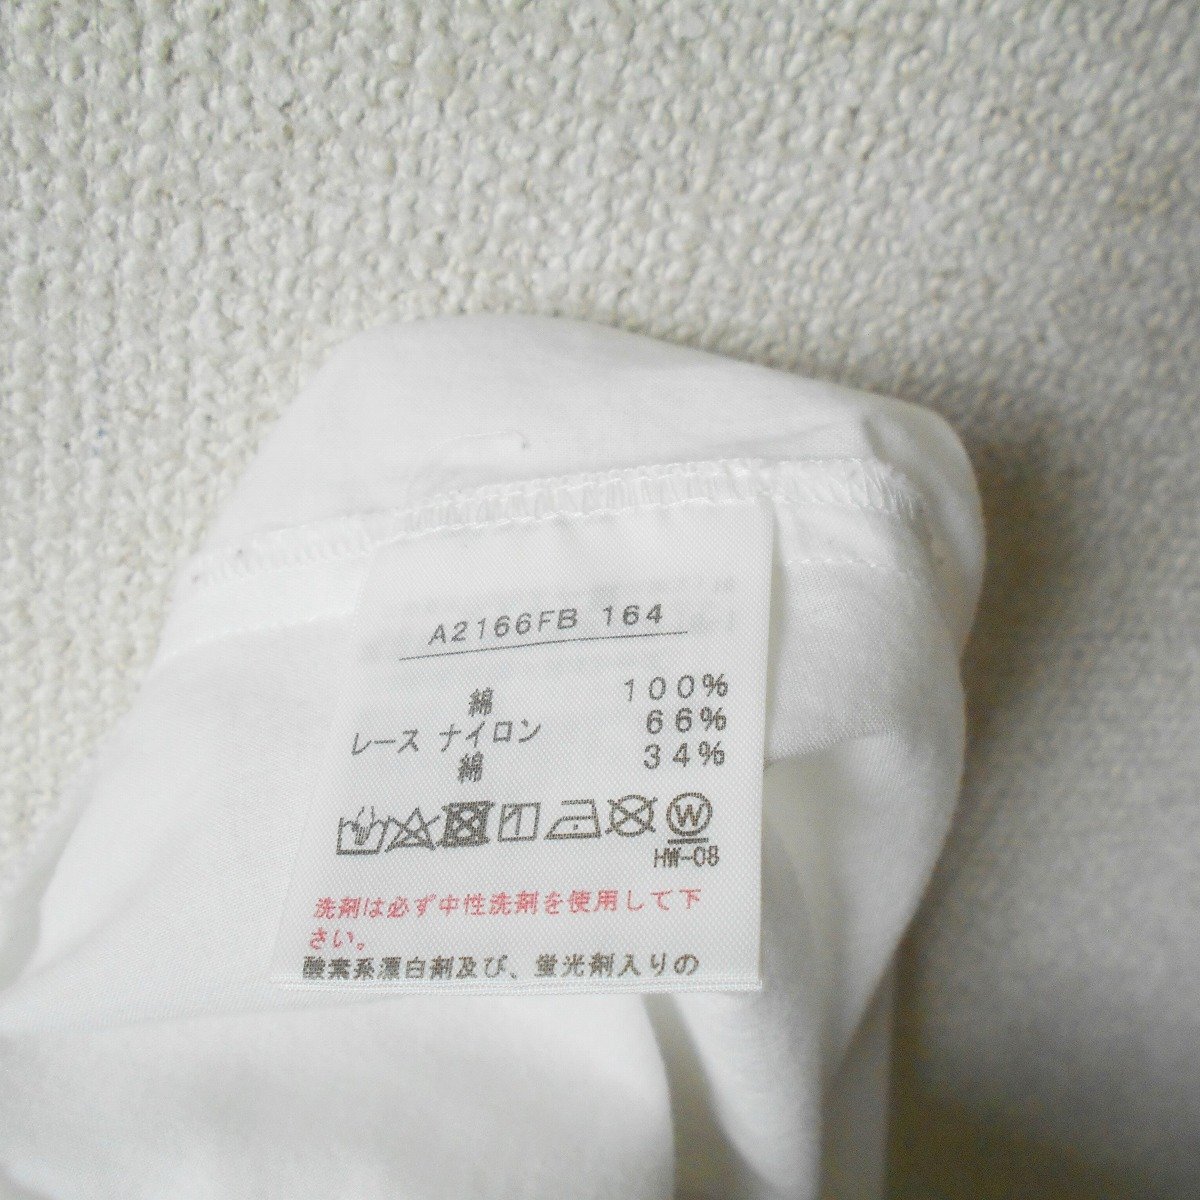 A2166FB 164
綿 100%
レース ナイロン 66%
綿 34%
W
HW-08
洗剤は必ず中性洗剤を使用して下
さい。
酸素系漂白剤及び、蛍光剤入りの